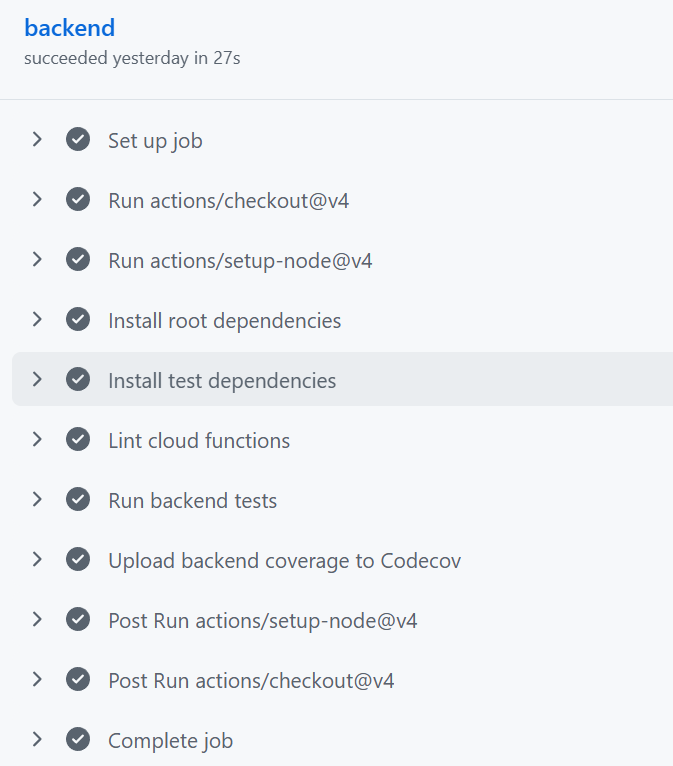 backend
succeeded yesterday in 27s
Set up job
Run actions/checkout@v4
Run actions/setup-node@v4
Install root dependencies
Install test dependencies
Lint cloud functions
Run backend tests
Upload backend coverage to Codecov
Post Run actions/setup-node@v4
Post Run actions/checkout@v4
Complete job